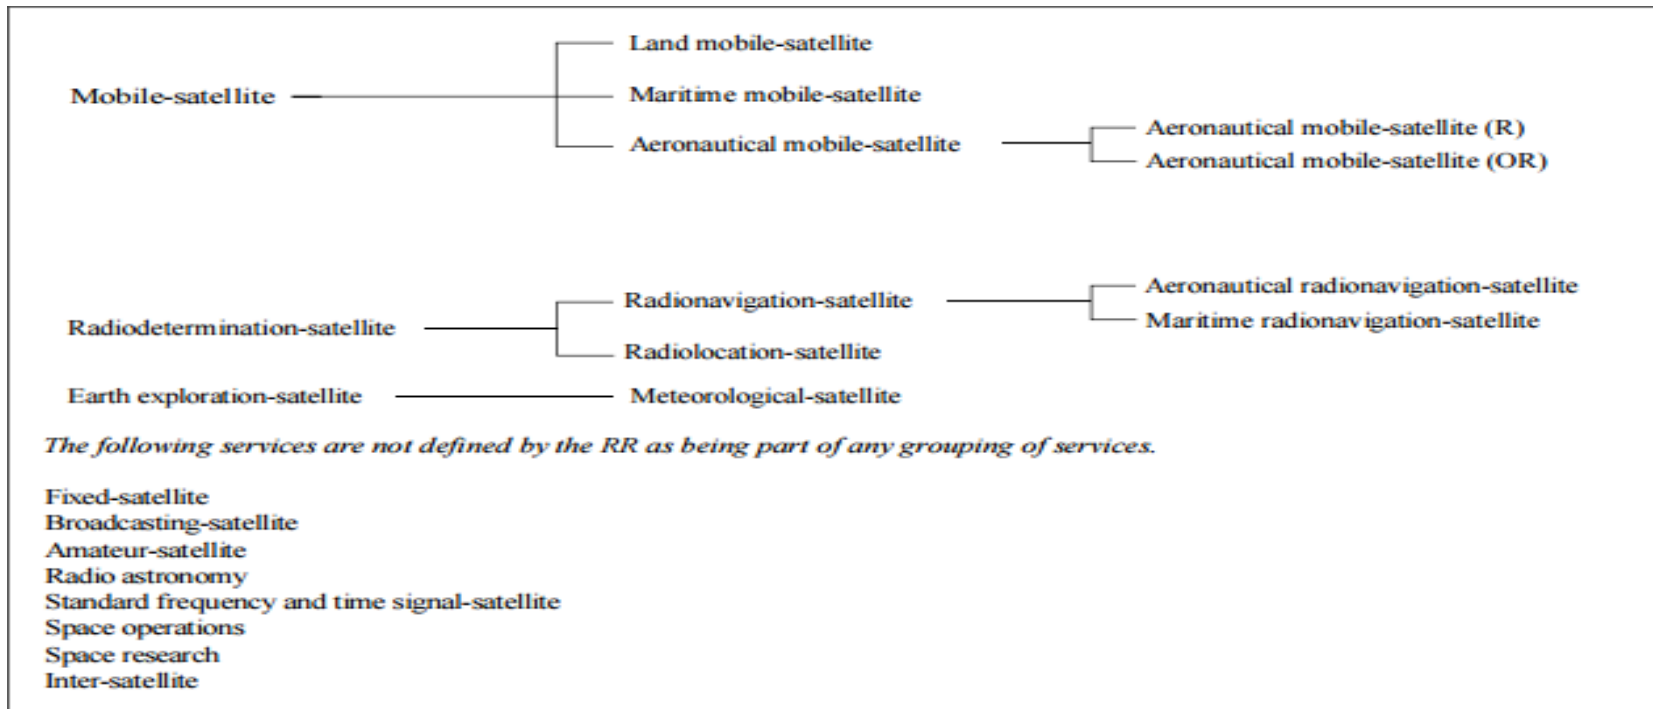 Land mobile-satellite
Mobile-satellite
Maritime mobile-satellite
Aeronautical mobile-satellite
Aeronautical mobile-satellite (R)
Aeronautical mobile-satellite (OR)
Radiodetermination-satellite
Radionavigation-satellite
Aeronautical radionavigation-satellite
Maritime radionavigation-satellite
Radiolocation-satellite
Earth exploration-satellite
Meteorological-satellite
The following services are not defined by the RR as being part of any grouping of services.
Fixed-satellite
Broadcasting-satellite
Amateur-satellite
Radio astronomy
Standard frequency and time signal-satellite
Space operations
Space research
Inter-satellite